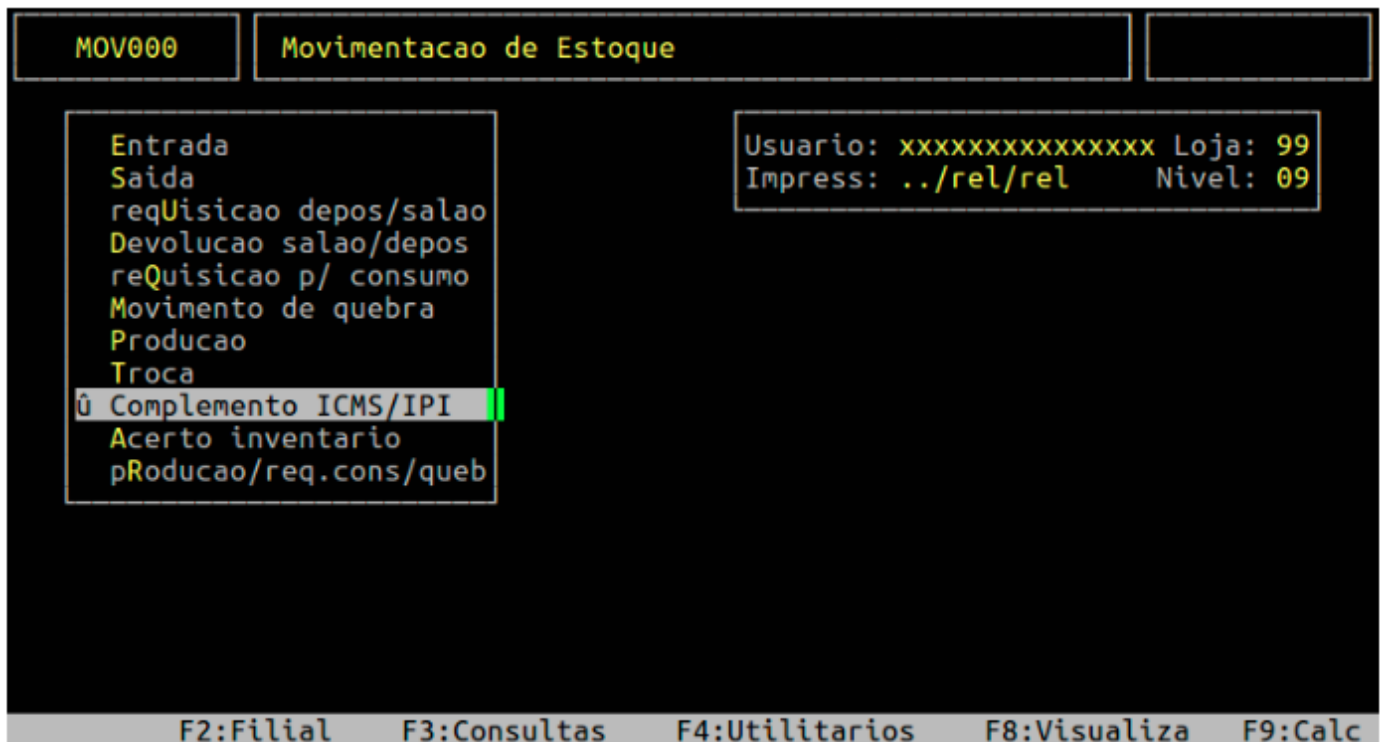 MOV000 Movimentacao de Estoque
Entrada
Saida
reqUisicao depos/salao
Devolucao salao/depos
reQuisicao p/ consumo
Movimento de quebra
Producao
Troca
û Complemento ICMS/IPI
Acerto inventario
pRoducao/req.cons/queb
Usuario: xxxxxxxxxxxxxxx Loja: 99
Impress: ../rel/rel Nivel: 09
F2:Filial F3:Consultas F4:Utilitarios F8:Visualiza F9:Calc